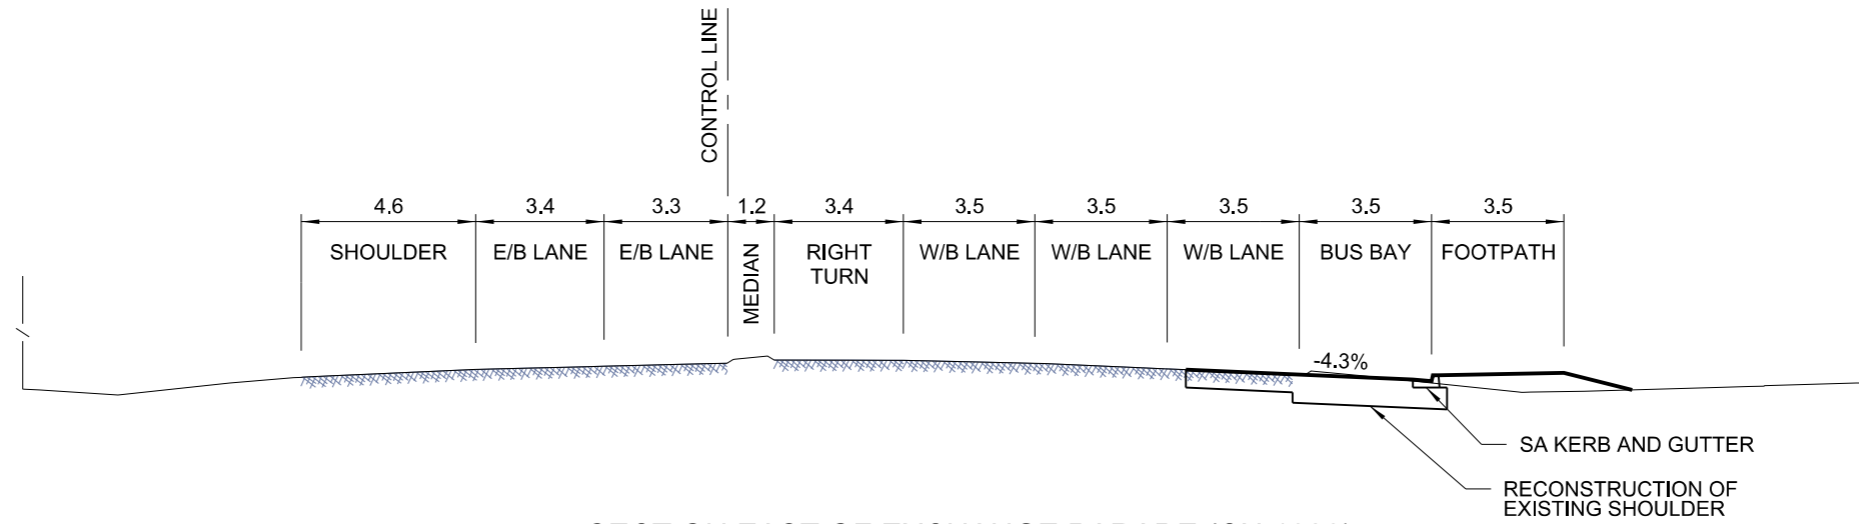 CONTROL LINE
4.6 3.4 3.3 1.2 3.4 3.5 3.5 3.5 3.5 3.5
SHOULDER E/B LANE E/B LANE MEDIAN RIGHT TURN W/B LANE W/B LANE W/B LANE BUS BAY FOOTPATH
-4.3%
SA KERB AND GUTTER
RECONSTRUCTION OF
EXISTING SHOULDER